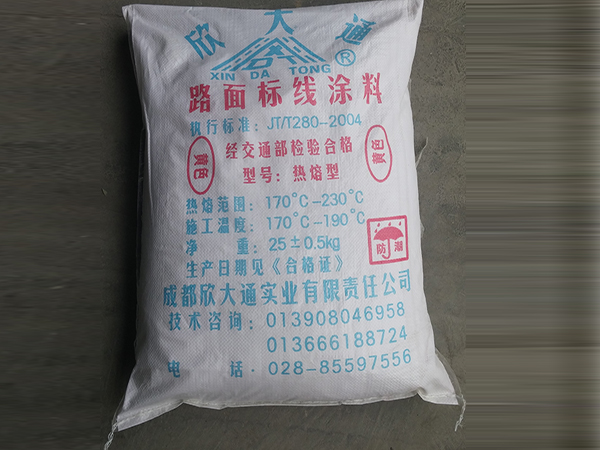 欣大通
®
XIN DA TONG
路面标线涂料
执行标准：JT/T280-2004
经交通部检验合格
黄色
黄色
型号：热熔型
热熔范围：170℃-230℃
施工温度：170℃-190℃
净 重：25±0.5kg
防潮
生产日期见《合格证》
成都欣大通实业有限责任公司
技术咨询：013908046958
013666188724
电 话·028-85597556